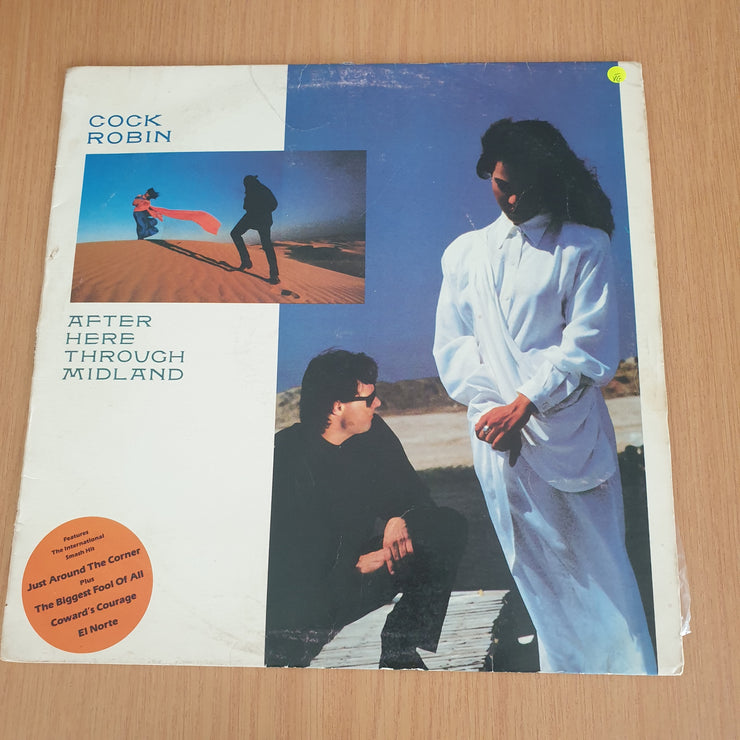 COCK
ROBIN
AFTER
HERE
THROUGH
MIDLAND
Features
The International
Smash Hit
Just Around The Corner
Plus
The Biggest Fool Of All
Coward's Courage
El Norte